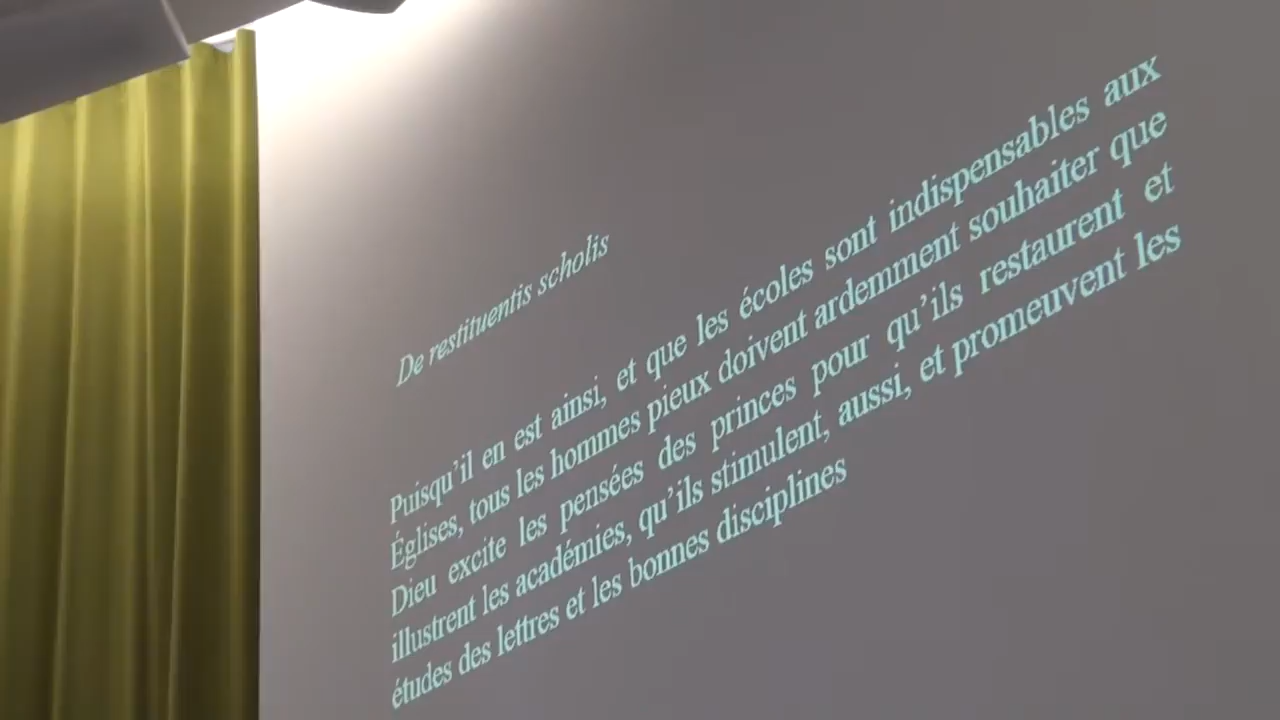 De restituentis scholis
Puisqu'il en est ainsi, et que les écoles sont indispensables aux
Églises, tous les hommes pieux doivent ardemment souhaiter que
Dieu excite les pensées des princes pour qu'ils restaurent et
illustrent les académies, qu'ils stimulent, aussi, et promeuvent les
études des lettres et les bonnes disciplines